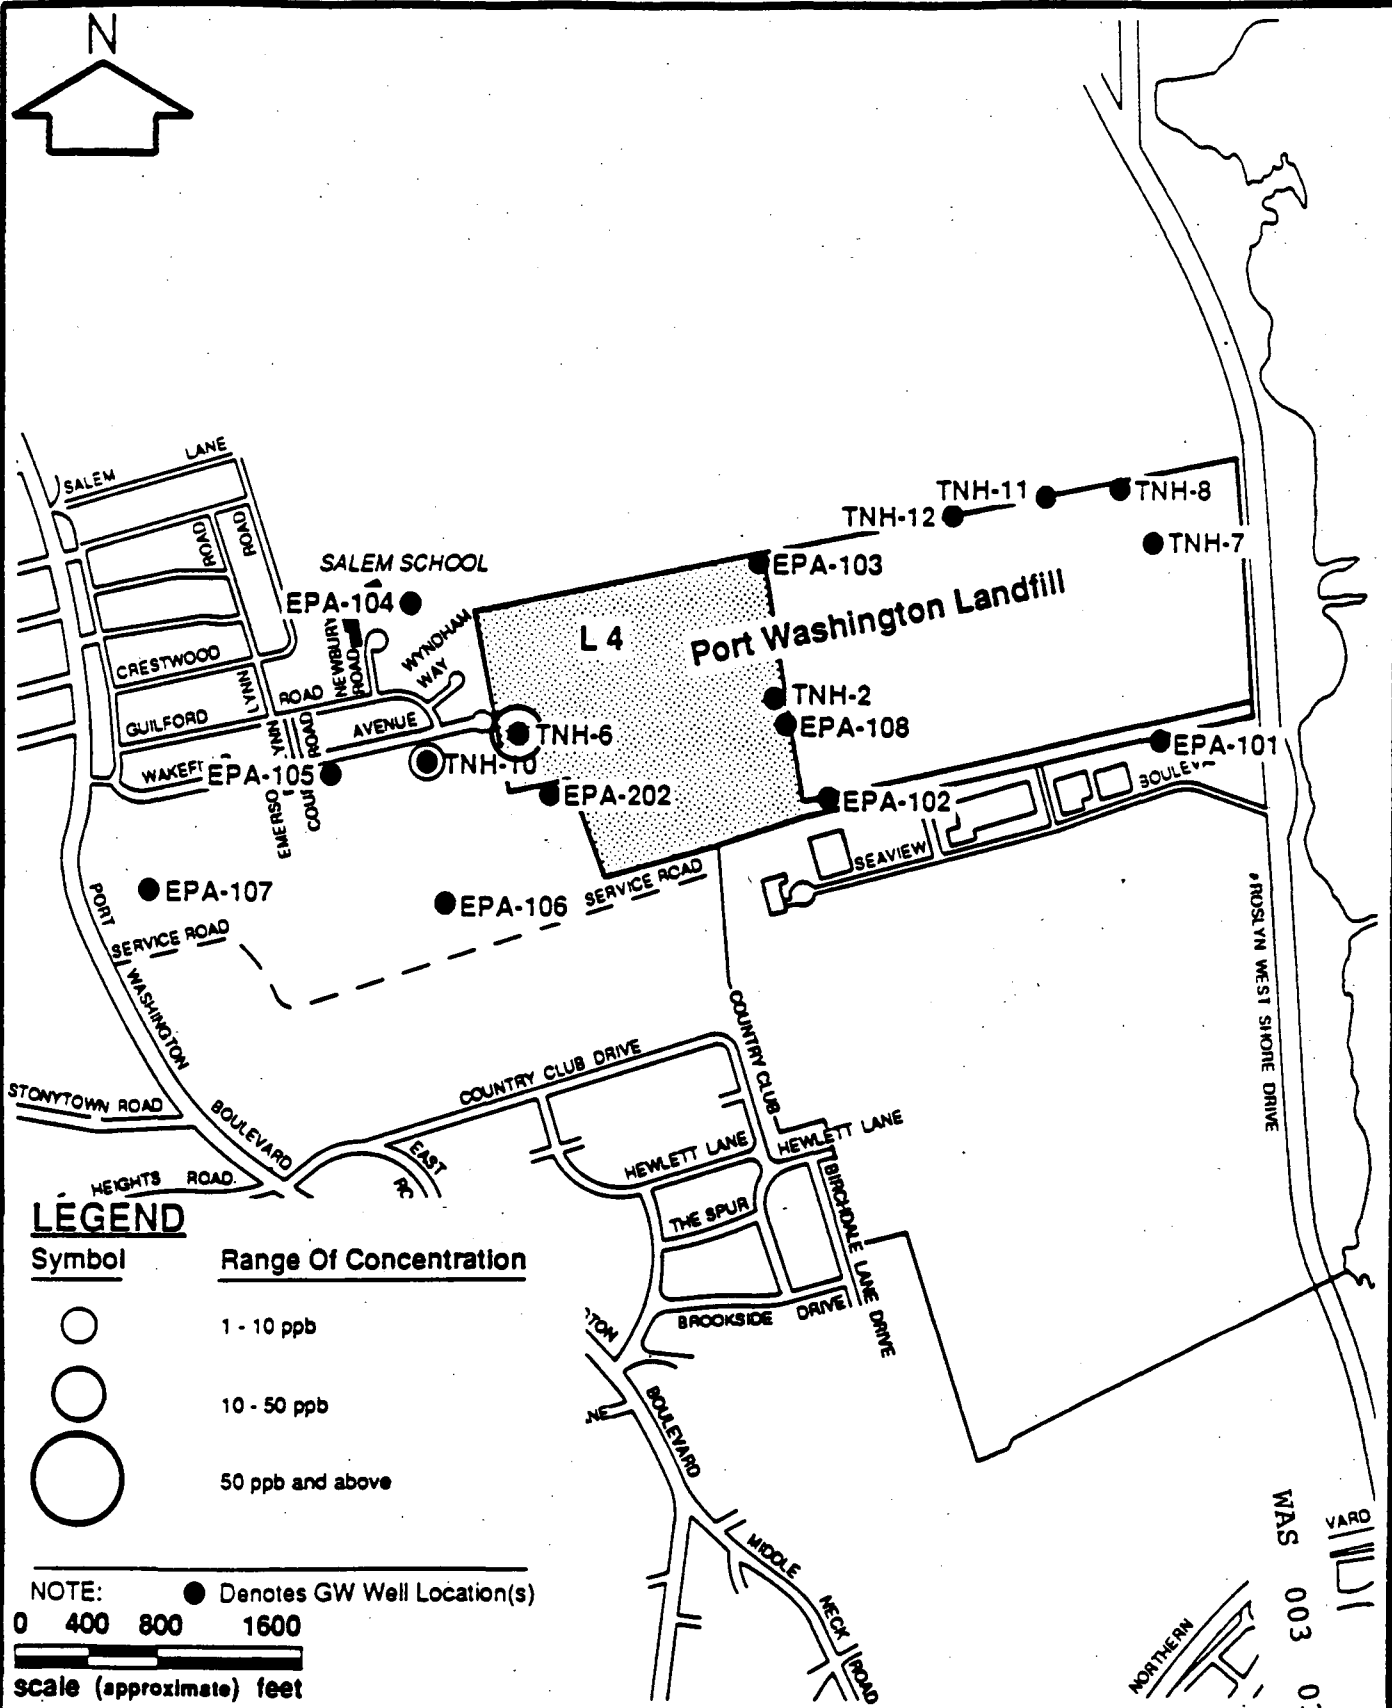 N
SALEM LANE
ROAD
ROAD
SALEM SCHOOL
EPA-104
NEWBURY
ROAD
WYNDHAM
WAY
CRESTWOOD
LYNN
ROAD
GUILFORD
AVENUE
EPA-105
TNH-10
TNH-6
EPA-202
L 4
Port Washington Landfill
TNH-11
TNH-12
TNH-8
TNH-7
EPA-103
TNH-2
EPA-108
EPA-101
EPA-102
SEAVIEW
SERVICE ROAD
EPA-107
EPA-106
SERVICE ROAD
PORT
WASHINGTON
BOULEVARD
STONYTOWN ROAD
HEIGHTS ROAD.
COUNTRY CLUB DRIVE
EAST
COUNTRY CLUB
HEWLETT LANE
HEWLETT LANE
THE SPUR
BIRCHDALE LANE
BROOKSIDE DRIVE
DRIVE
ROSLYN WEST SHORE DRIVE
BOULEVARD
MIDDLE
NECK
ROAD
NORTHERN
VARD
WAS 003
LEGEND
Symbol Range Of Concentration
1 - 10 ppb
10 - 50 ppb
50 ppb and above
NOTE: Denotes GW Well Location(s)
0 400 800 1600
scale (approximate) feet